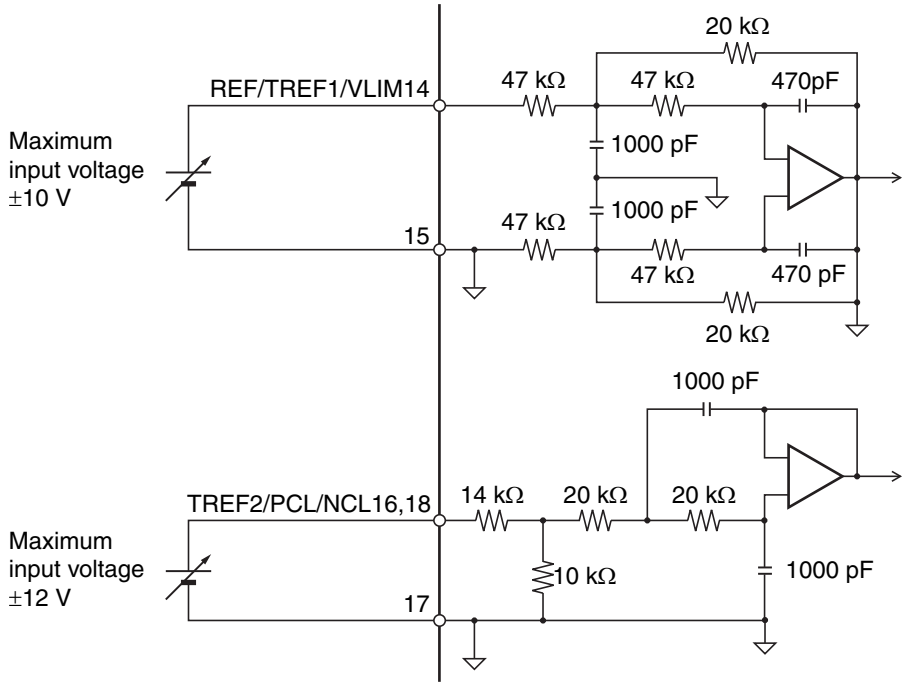 20 kΩ
REF/TREF1/VLIM14
47 kΩ
47 kΩ
470pF
Maximum
input voltage
±10 V
1000 pF
1000 pF
15
47 kΩ
47 kΩ
470 pF
20 kΩ
1000 pF
TREF2/PCL/NCL16,18
14 kΩ
20 kΩ
20 kΩ
Maximum
input voltage
±12 V
10 kΩ
1000 pF
17